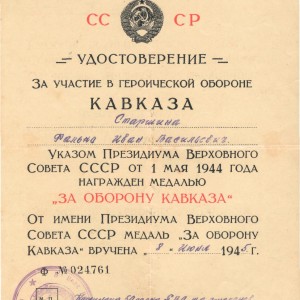 СС СР
УДОСТОВЕРЕНИЕ
ЗА УЧАСТИЕ В ГЕРОИЧЕСКОЙ ОБОРОНЕ
КАВКАЗА
Старшина
Иван Васильевич
УКАЗОМ ПРЕЗИДИУМА ВЕРХОВНОГО
СОВЕТА СССР ОТ 1 МАЯ 1944 ГОДА
НАГРАЖДЕН МЕДАЛЬЮ
„ЗА ОБОРОНУ КАВКАЗА“
ОТ ИМЕНИ ПРЕЗИДИУМА ВЕРХОВНОГО
СОВЕТА СССР МЕДАЛЬ „ЗА ОБОРОНУ
КАВКАЗА“ ВРУЧЕНА „8“ Июня 1945г.
Ф № 024761